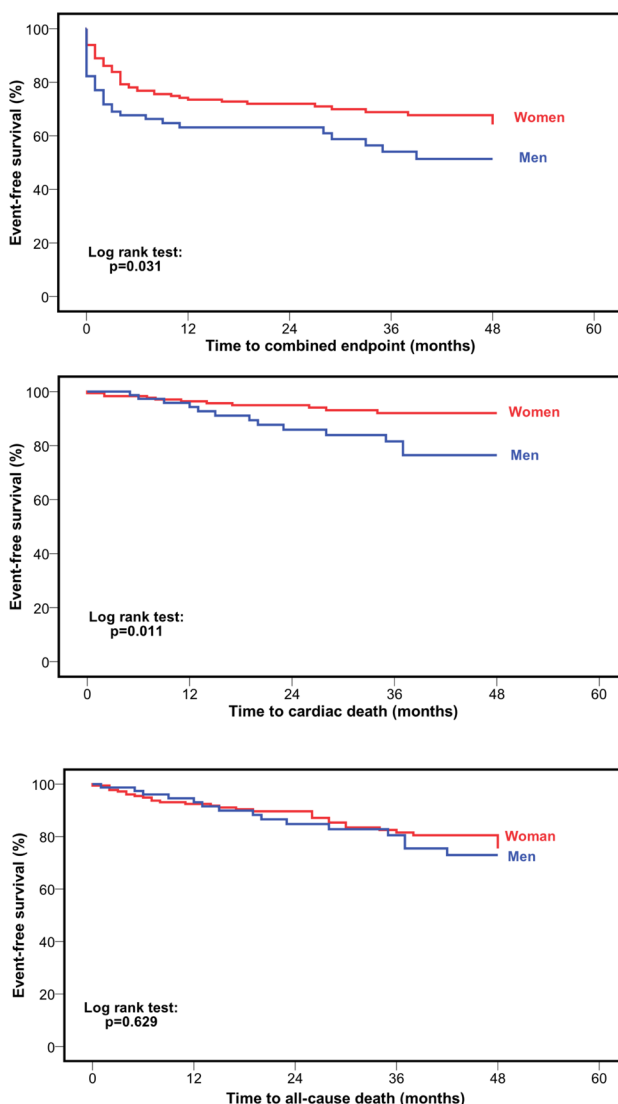 Event-free survival (%)
100
80
60
40
20
0
Women
Men
Log rank test:
p=0.031
0 12 24 36 48 60
Time to combined endpoint (months)
Event-free survival (%)
100
80
60
40
20
0
Women
Men
Log rank test:
p=0.011
0 12 24 36 48 60
Time to cardiac death (months)
Event-free survival (%)
100
80
60
40
20
0
Woman
Men
Log rank test:
p=0.629
0 12 24 36 48 60
Time to all-cause death (months)